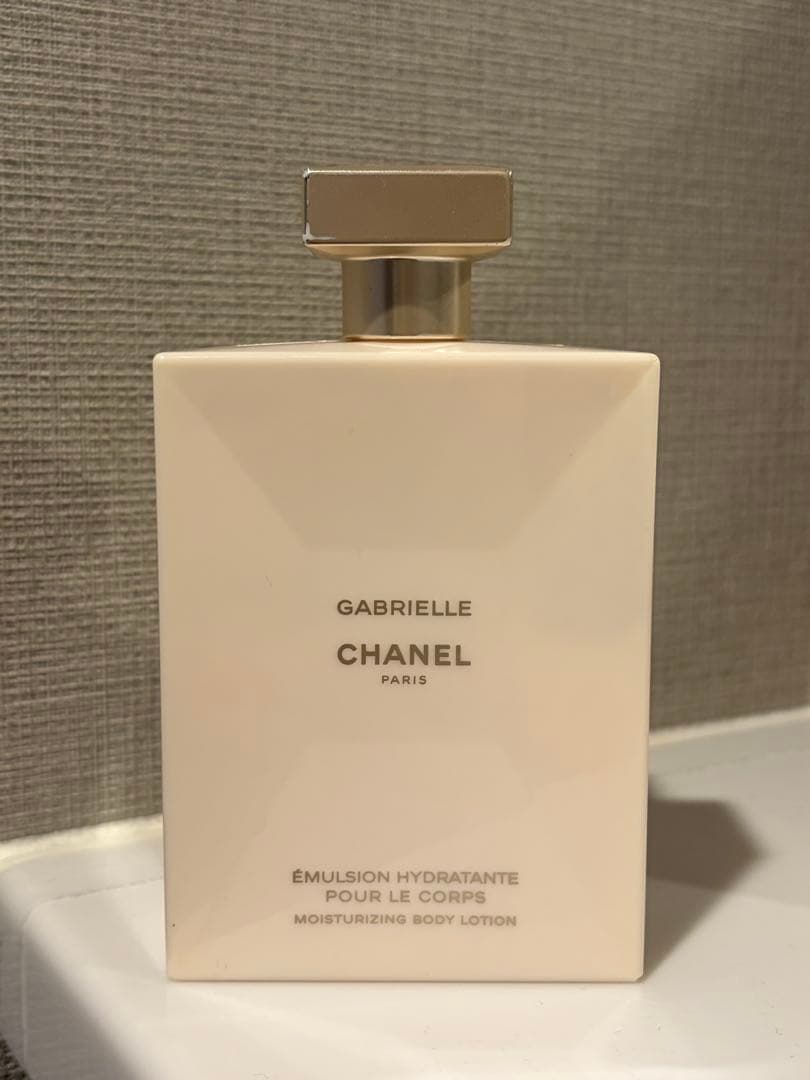 GABRIELLE
CHANEL
PARIS
ÉMULSION HYDRATANTE
POUR LE CORPS
MOISTURIZING BODY LOTION